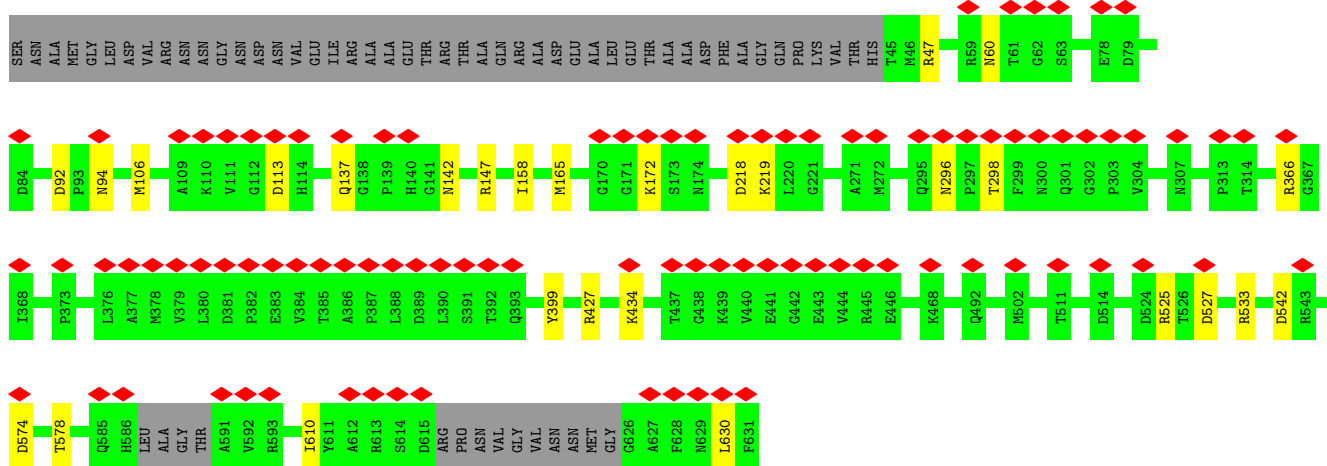 SER ASN ALA MET GLY LEU ASP VAL ARG ASN ASN GLY ASN ASP ASN VAL GLU ILE ARG ALA ALA GLU THR ARG THR ALA GLN ARG ALA ASP GLU ALA LEU GLU THR ALA ALA ASP PHE ALA GLY GLN PRO LYS VAL THR HIS T45 M46 R47 R59 N60 T61 G62 S63 E78 D79
D84 D92 P93 N94 M106 A109 K110 V111 G112 D113 H114 Q137 G138 P139 H140 G141 N142 R147 I158 M165 G170 G171 K172 S173 N174 D218 K219 L220 G221 A271 M272 Q295 N296 P297 T298 F299 N300 Q301 G302 P303 V304 N307 P313 T314 R366 G367
I368 P373 L376 A377 M378 V379 L380 D381 P382 E383 V384 T385 A386 P387 L388 D389 L390 S391 T392 Q393 Y399 R427 K434 T437 G438 K439 V440 E441 G442 E443 V444 R445 E446 K468 Q492 M502 T511 D514 D524 R525 T526 D527 R533 D542 R543
D574 T578 Q585 H586 LEU ALA GLY THR A591 V592 R593 I610 Y611 A612 R613 S614 D615 ARG PRO ASN VAL GLY VAL ASN ASN MET GLY G626 A627 F628 N629 L630 F631